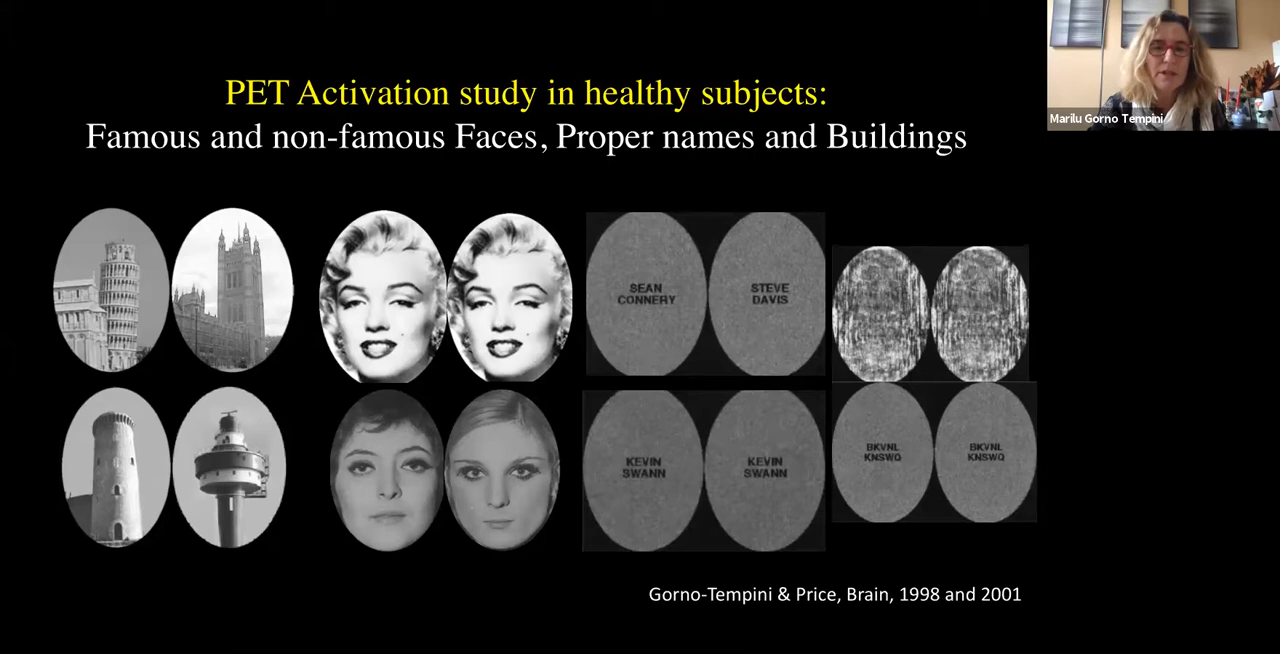 PET Activation study in healthy subjects:
Famous and non-famous Faces, Proper names and Buildings
Marilu Gorno Tempini
SEAN
CONNERY
STEVE
DAVIS
KEVIN
SWANN
KEVIN
SWANN
BKVNL
KNSWQ
BKVNL
KNSWQ
Gorno-Tempini & Price, Brain, 1998 and 2001